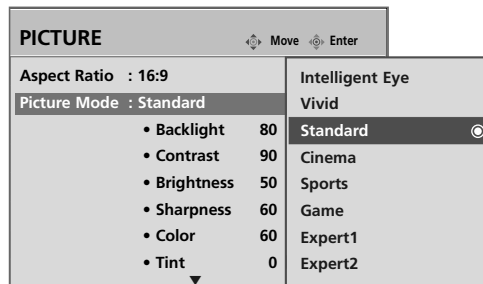 PICTURE
Move Enter
Aspect Ratio : 16:9
Picture Mode : Standard
• Backlight 80
• Contrast 90
• Brightness 50
• Sharpness 60
• Color 60
• Tint 0
Intelligent Eye
Vivid
Standard
Cinema
Sports
Game
Expert1
Expert2